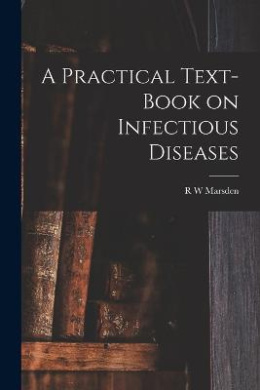 A Practical Text-
Book on
Infectious
Diseases
R W Marsden